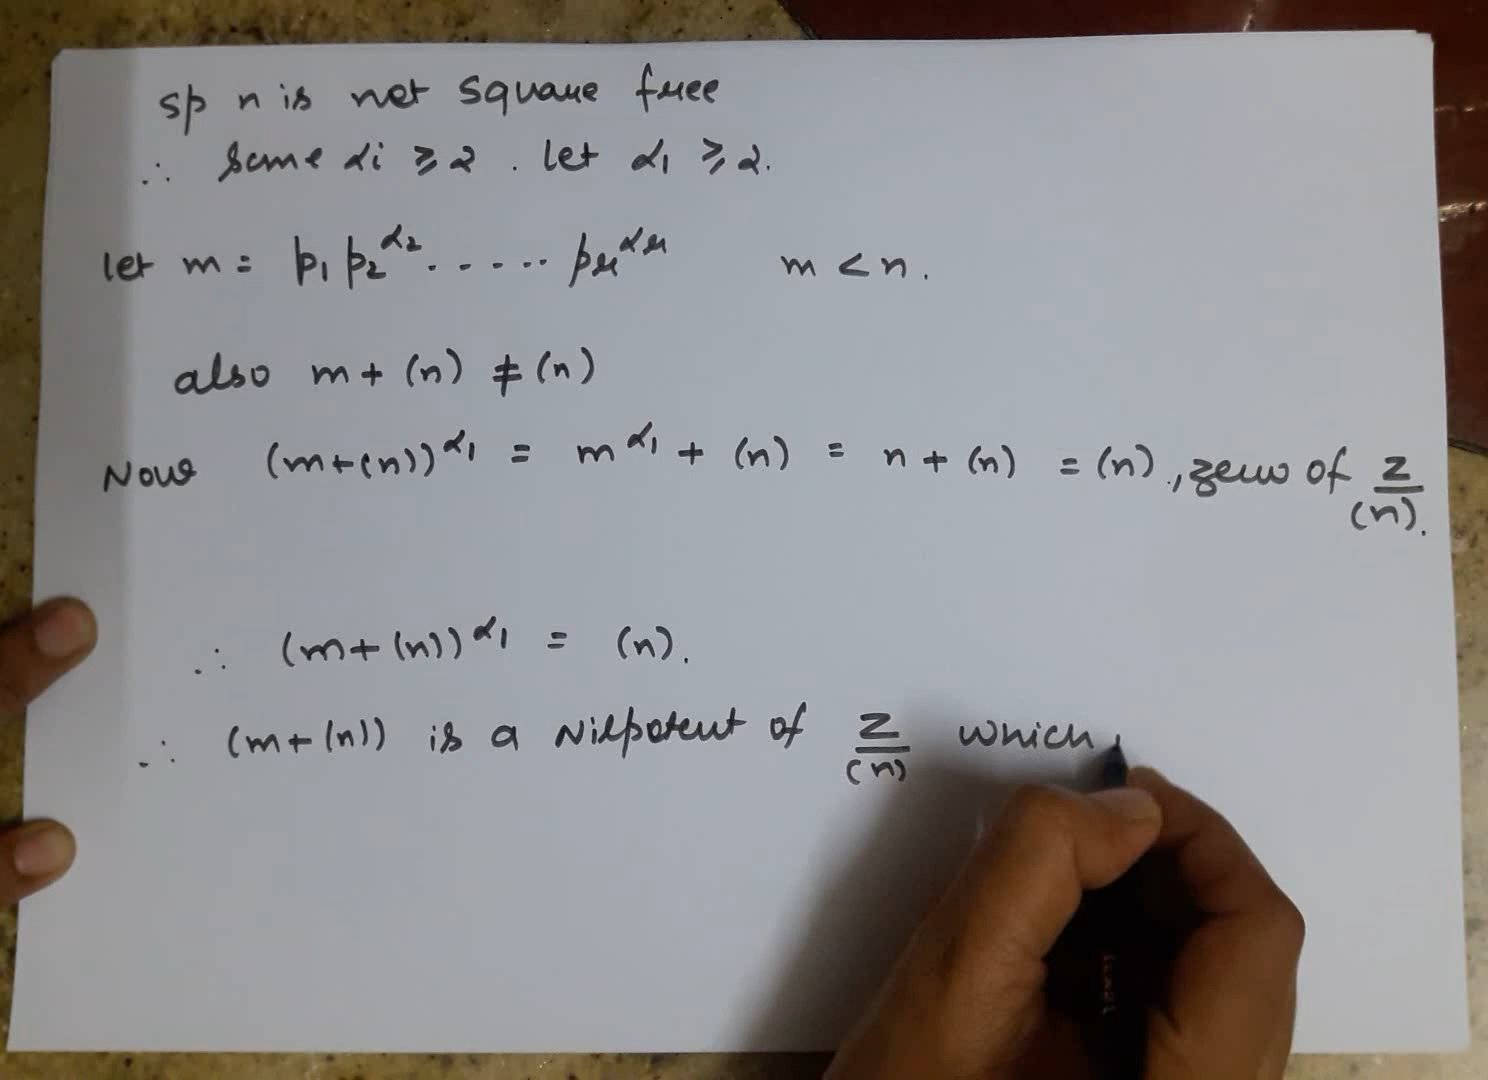 sp n is not square free
∴ some αi ⩾ 2 . let α₁ ⩾ 2.
let m = p₁ p₂^α₂ . . . . . .. pᵣ^αᵣ m < n .
also m + (n) ≠ (n)
Now (m+(n))^α₁ = m^α₁ + (n) = n + (n) = (n) ., zero of Z/(n).
∴ (m+(n))^α₁ = (n).
∴ (m+(n)) is a Nilpotent of Z/(n) which